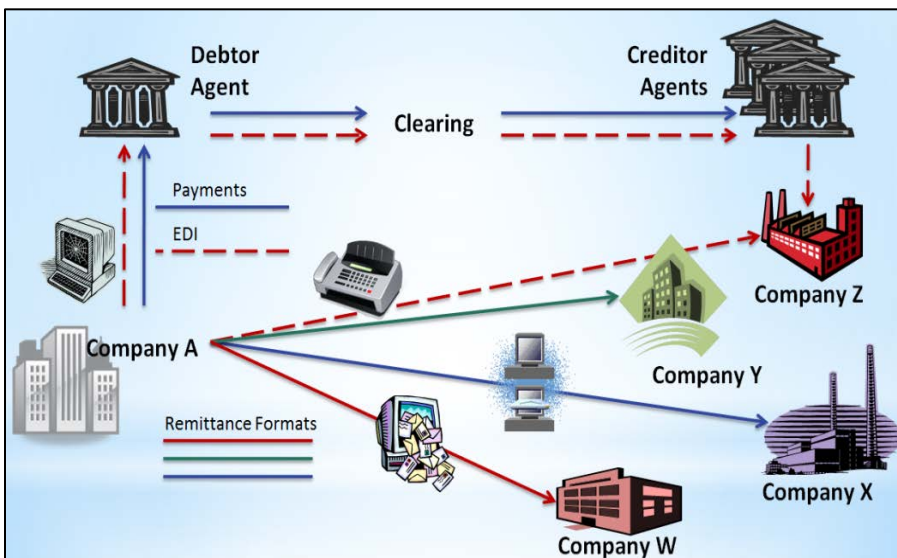 Debtor
Agent
Creditor
Agents
Clearing
Payments
EDI
Company Z
Company A
Company Y
Remittance Formats
Company X
Company W